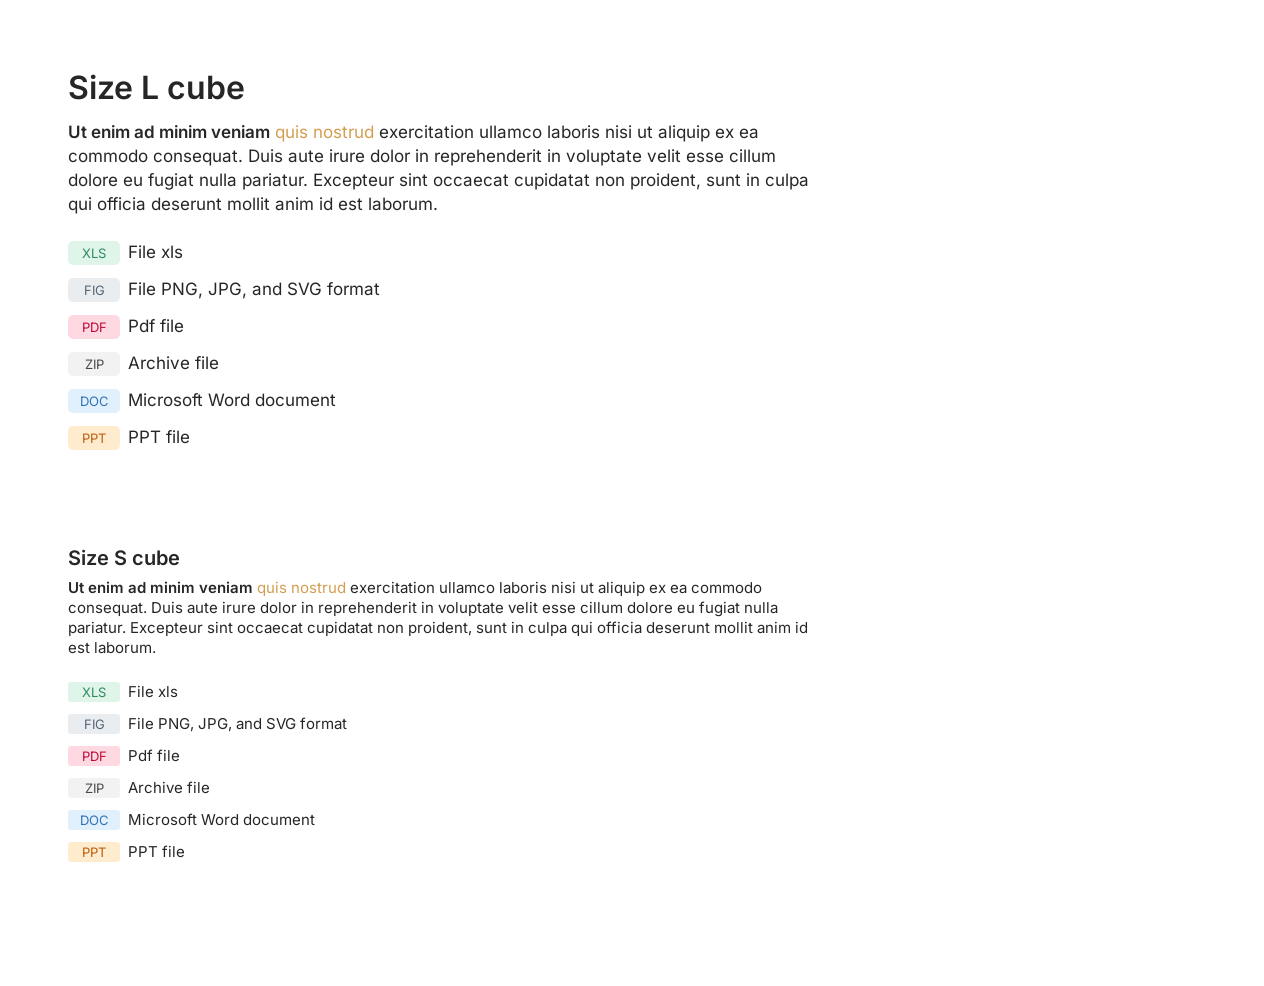 Size L cube
Ut enim ad minim veniam quis nostrud exercitation ullamco laboris nisi ut aliquip ex ea
commodo consequat. Duis aute irure dolor in reprehenderit in voluptate velit esse cillum
dolore eu fugiat nulla pariatur. Excepteur sint occaecat cupidatat non proident, sunt in culpa
qui officia deserunt mollit anim id est laborum.
XLS File xls
FIG File PNG, JPG, and SVG format
PDF Pdf file
ZIP Archive file
DOC Microsoft Word document
PPT PPT file
Size S cube
Ut enim ad minim veniam quis nostrud exercitation ullamco laboris nisi ut aliquip ex ea commodo
consequat. Duis aute irure dolor in reprehenderit in voluptate velit esse cillum dolore eu fugiat nulla
pariatur. Excepteur sint occaecat cupidatat non proident, sunt in culpa qui officia deserunt mollit anim id
est laborum.
XLS File xls
FIG File PNG, JPG, and SVG format
PDF Pdf file
ZIP Archive file
DOC Microsoft Word document
PPT PPT file